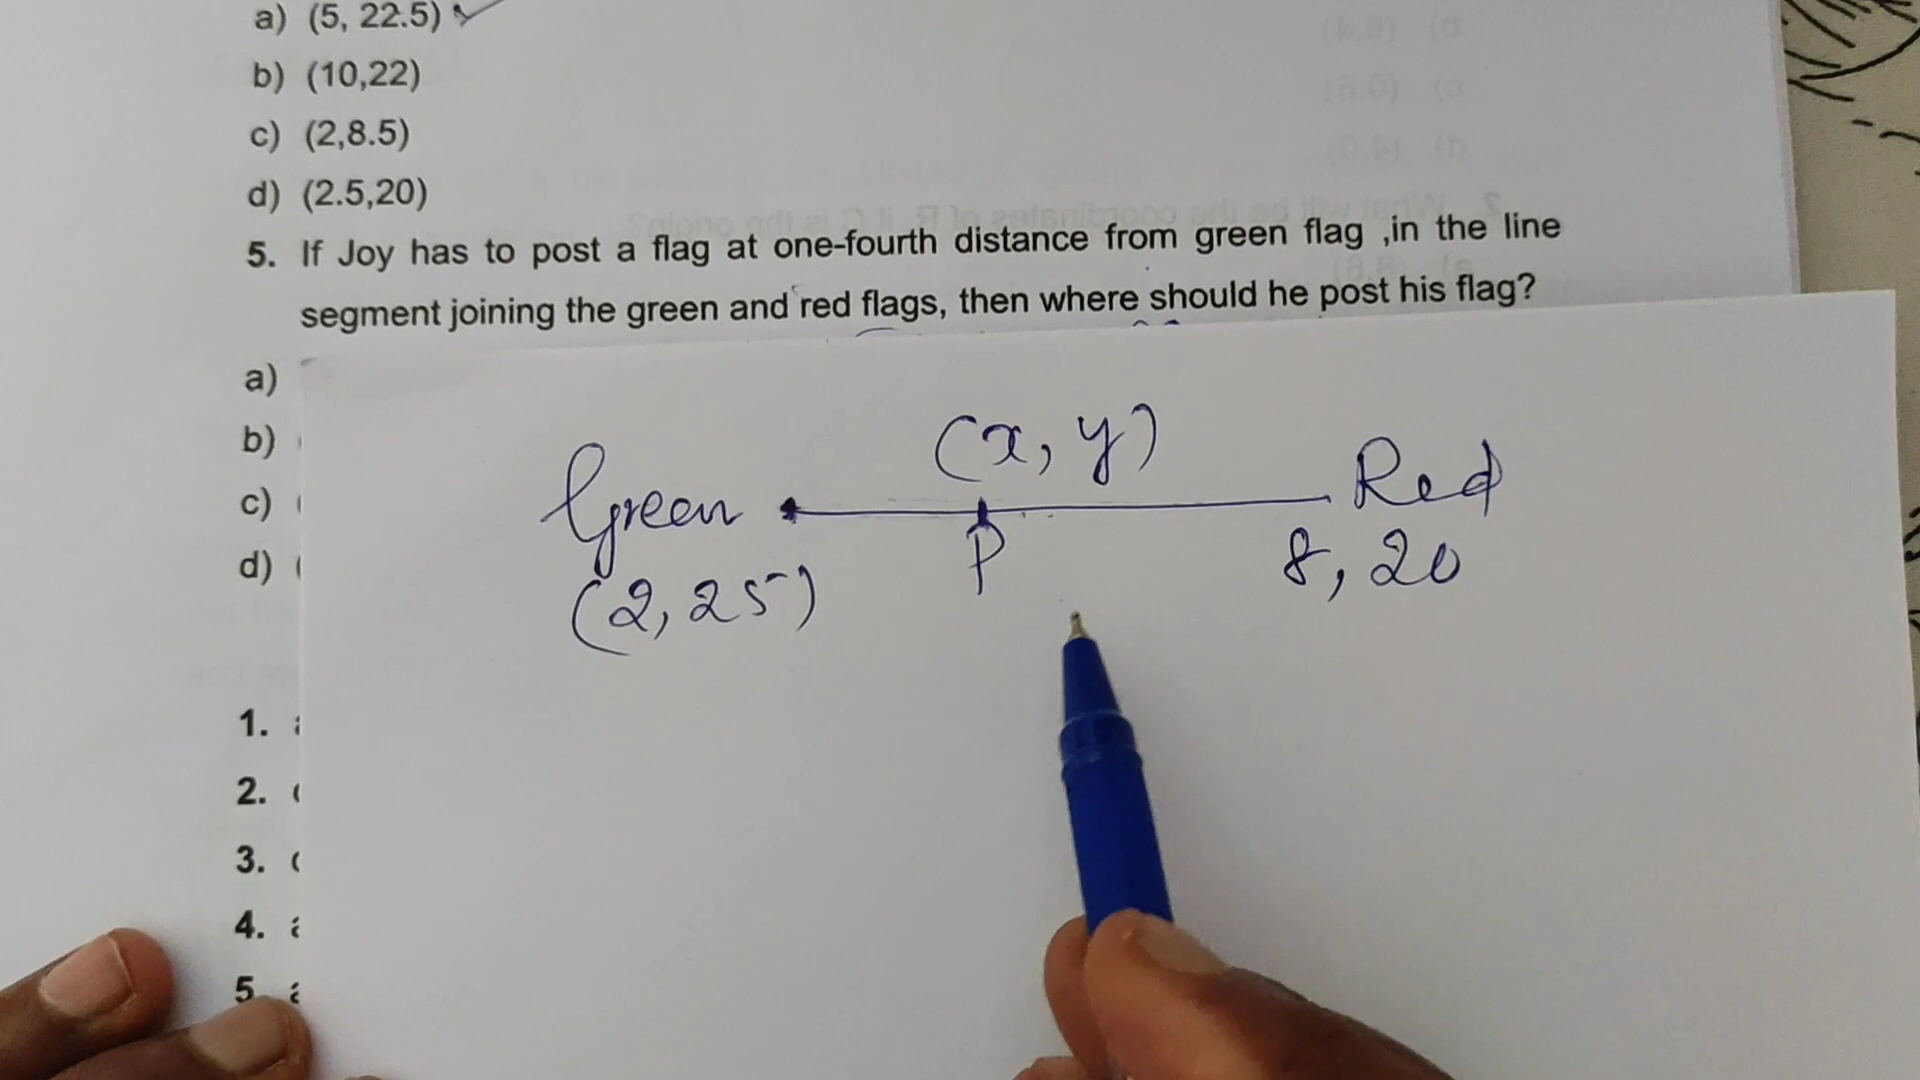 a) (5, 22.5)
b) (10,22)
c) (2,8.5)
d) (2.5,20)
5. If Joy has to post a flag at one-fourth distance from green flag ,in the line
segment joining the green and red flags, then where should he post his flag?
a)
b)
c)
d)
(x, y)
Green
Red
P
(2, 25)
8, 20
1.
2.
3.
4.
5